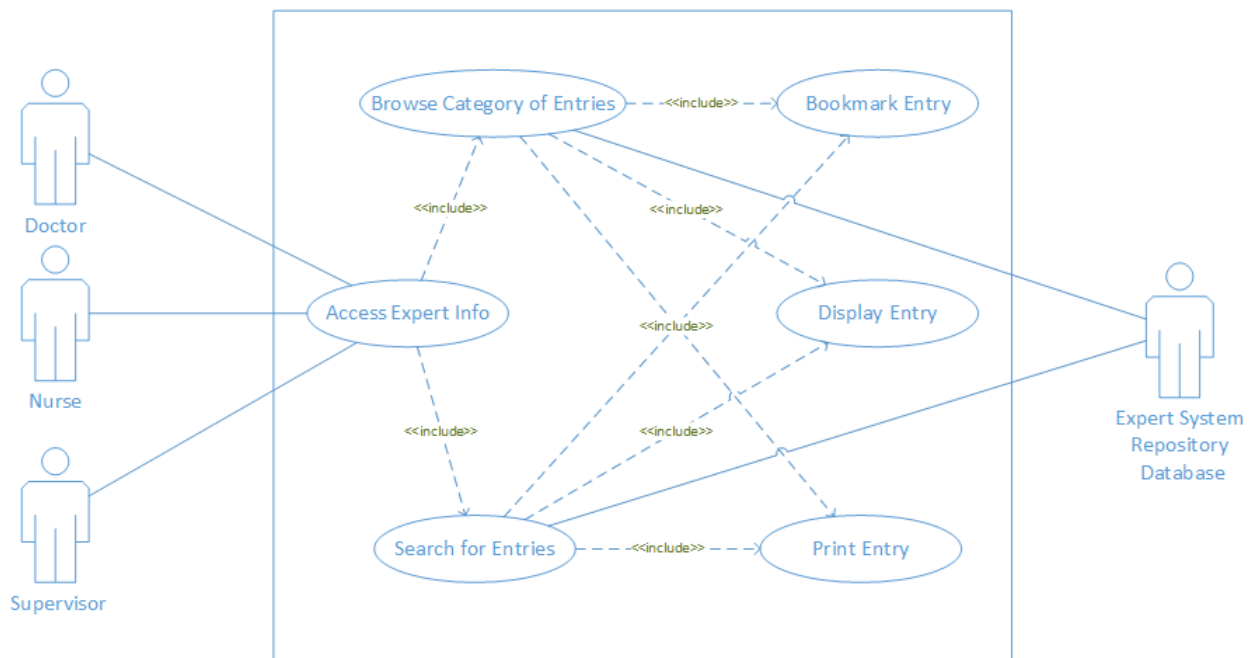 Browse Category of Entries
<<include>>
Bookmark Entry
Doctor
<<include>>
<<include>>
Access Expert Info
Display Entry
<<include>>
Nurse
<<include>>
<<include>>
Expert System
Repository
Database
Search for Entries
<<include>>
Print Entry
Supervisor